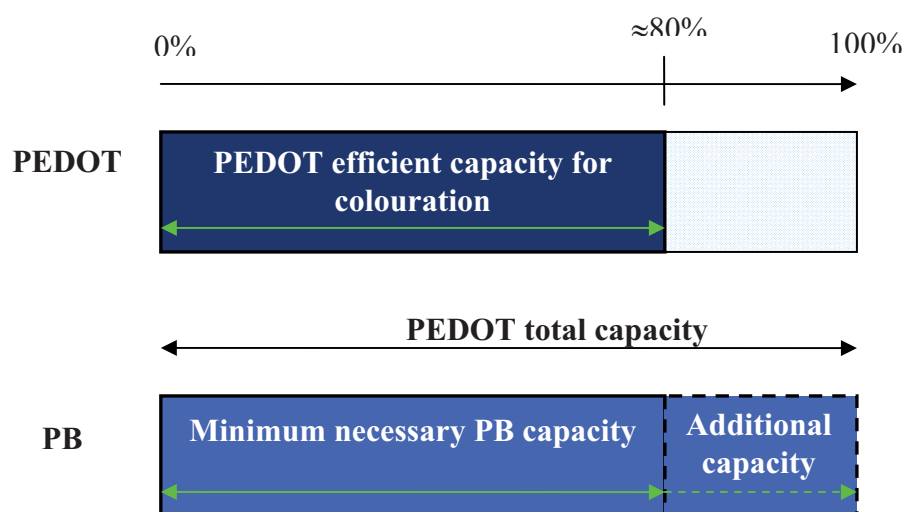 0% ≈80% 100%
PEDOT
PEDOT efficient capacity for
colouration
PEDOT total capacity
PB
Minimum necessary PB capacity
Additional
capacity